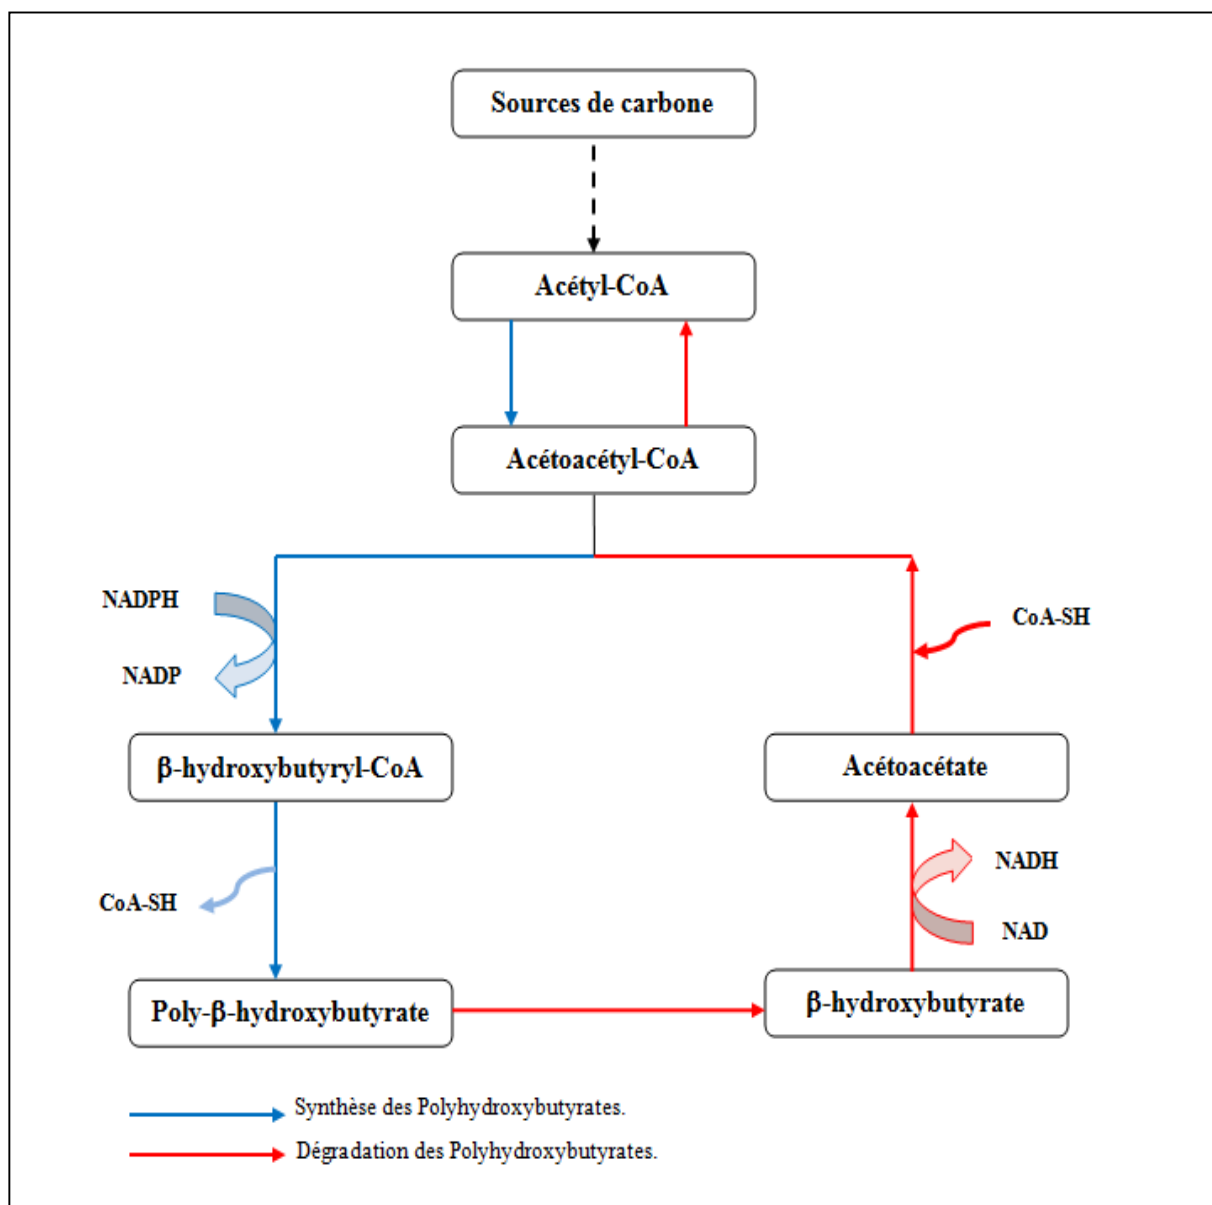 Sources de carbone
Acétyl-CoA
Acétoacétyl-CoA
NADPH
CoA-SH
NADP
β-hydroxybutyryl-CoA
Acétoacétate
NADH
CoA-SH
NAD
Poly-β-hydroxybutyrate
β-hydroxybutyrate
Synthèse des Polyhydroxybutyrates.
Dégradation des Polyhydroxybutyrates.